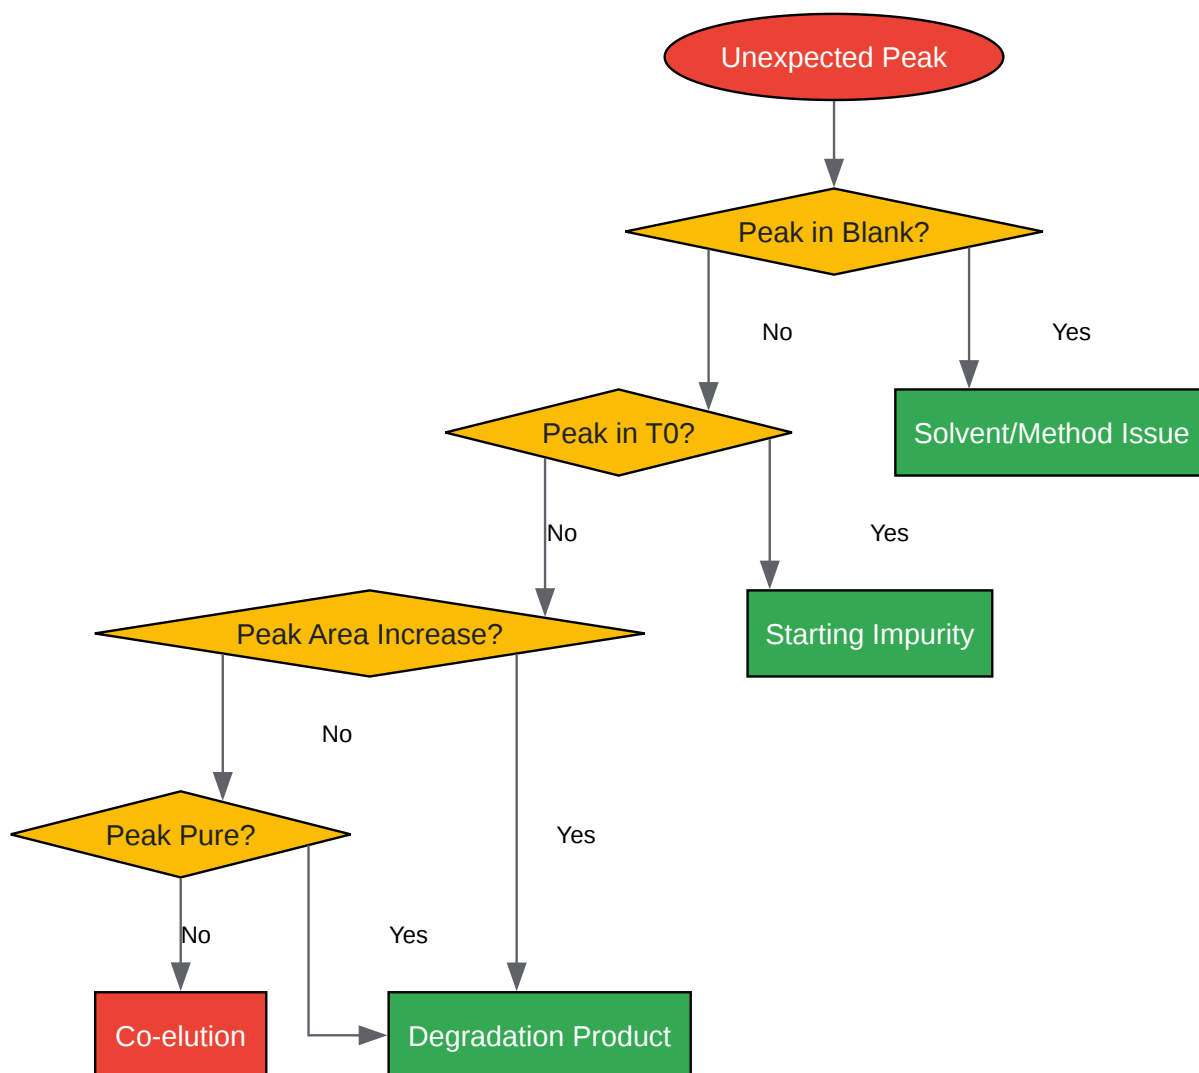 Unexpected Peak
Peak in Blank?
No
Yes
Peak in T0?
Solvent/Method Issue
No
Yes
Peak Area Increase?
Starting Impurity
No
Peak Pure?
Yes
No
Yes
Co-elution
Degradation Product